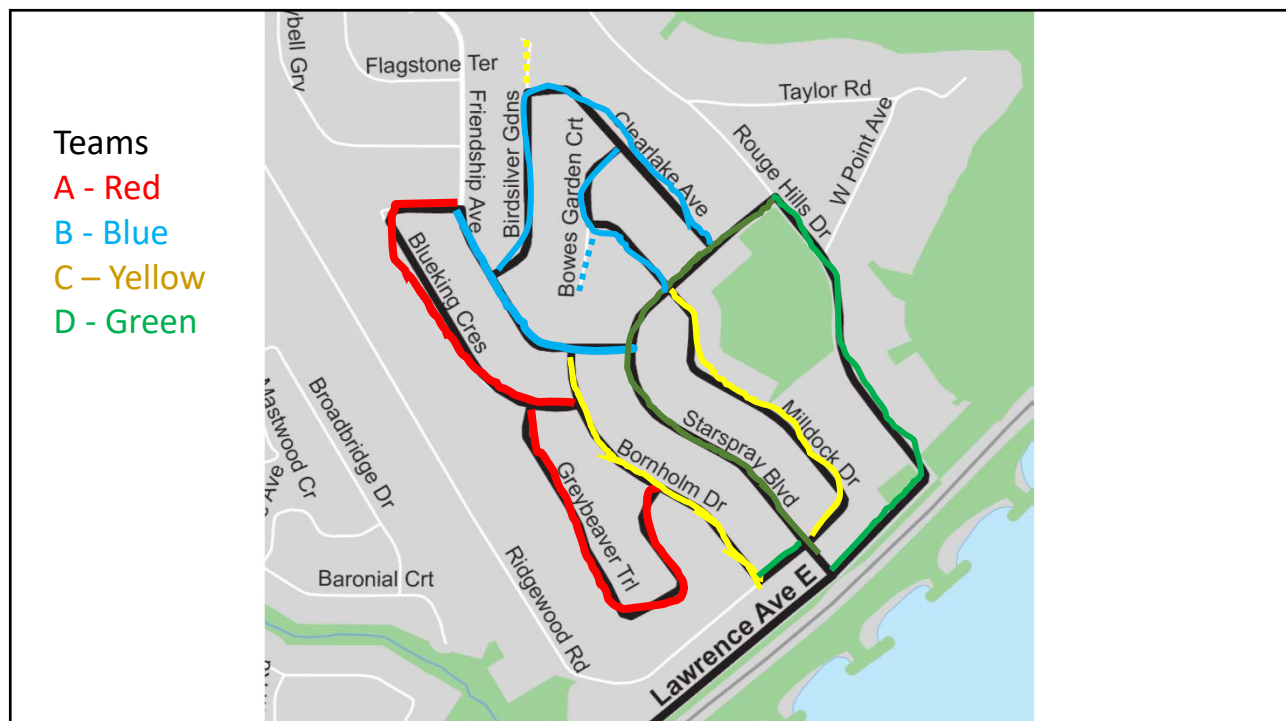 Teams
A - Red
B - Blue
C – Yellow
D - Green
Flagstone Ter
Friendship Ave
Birdsilver Gdns
Bowes Garden Crt
Clearlake Ave
Taylor Rd
Rouge Hills Dr
W Point Ave
Blueking Cres
Broadbridge Dr
Mastwood Cr
Ave
Greybeaver Trl
Bornholm Dr
Starspray Blvd
Milldock Dr
Baronial Crt
Ridgewood Rd
Lawrence Ave E